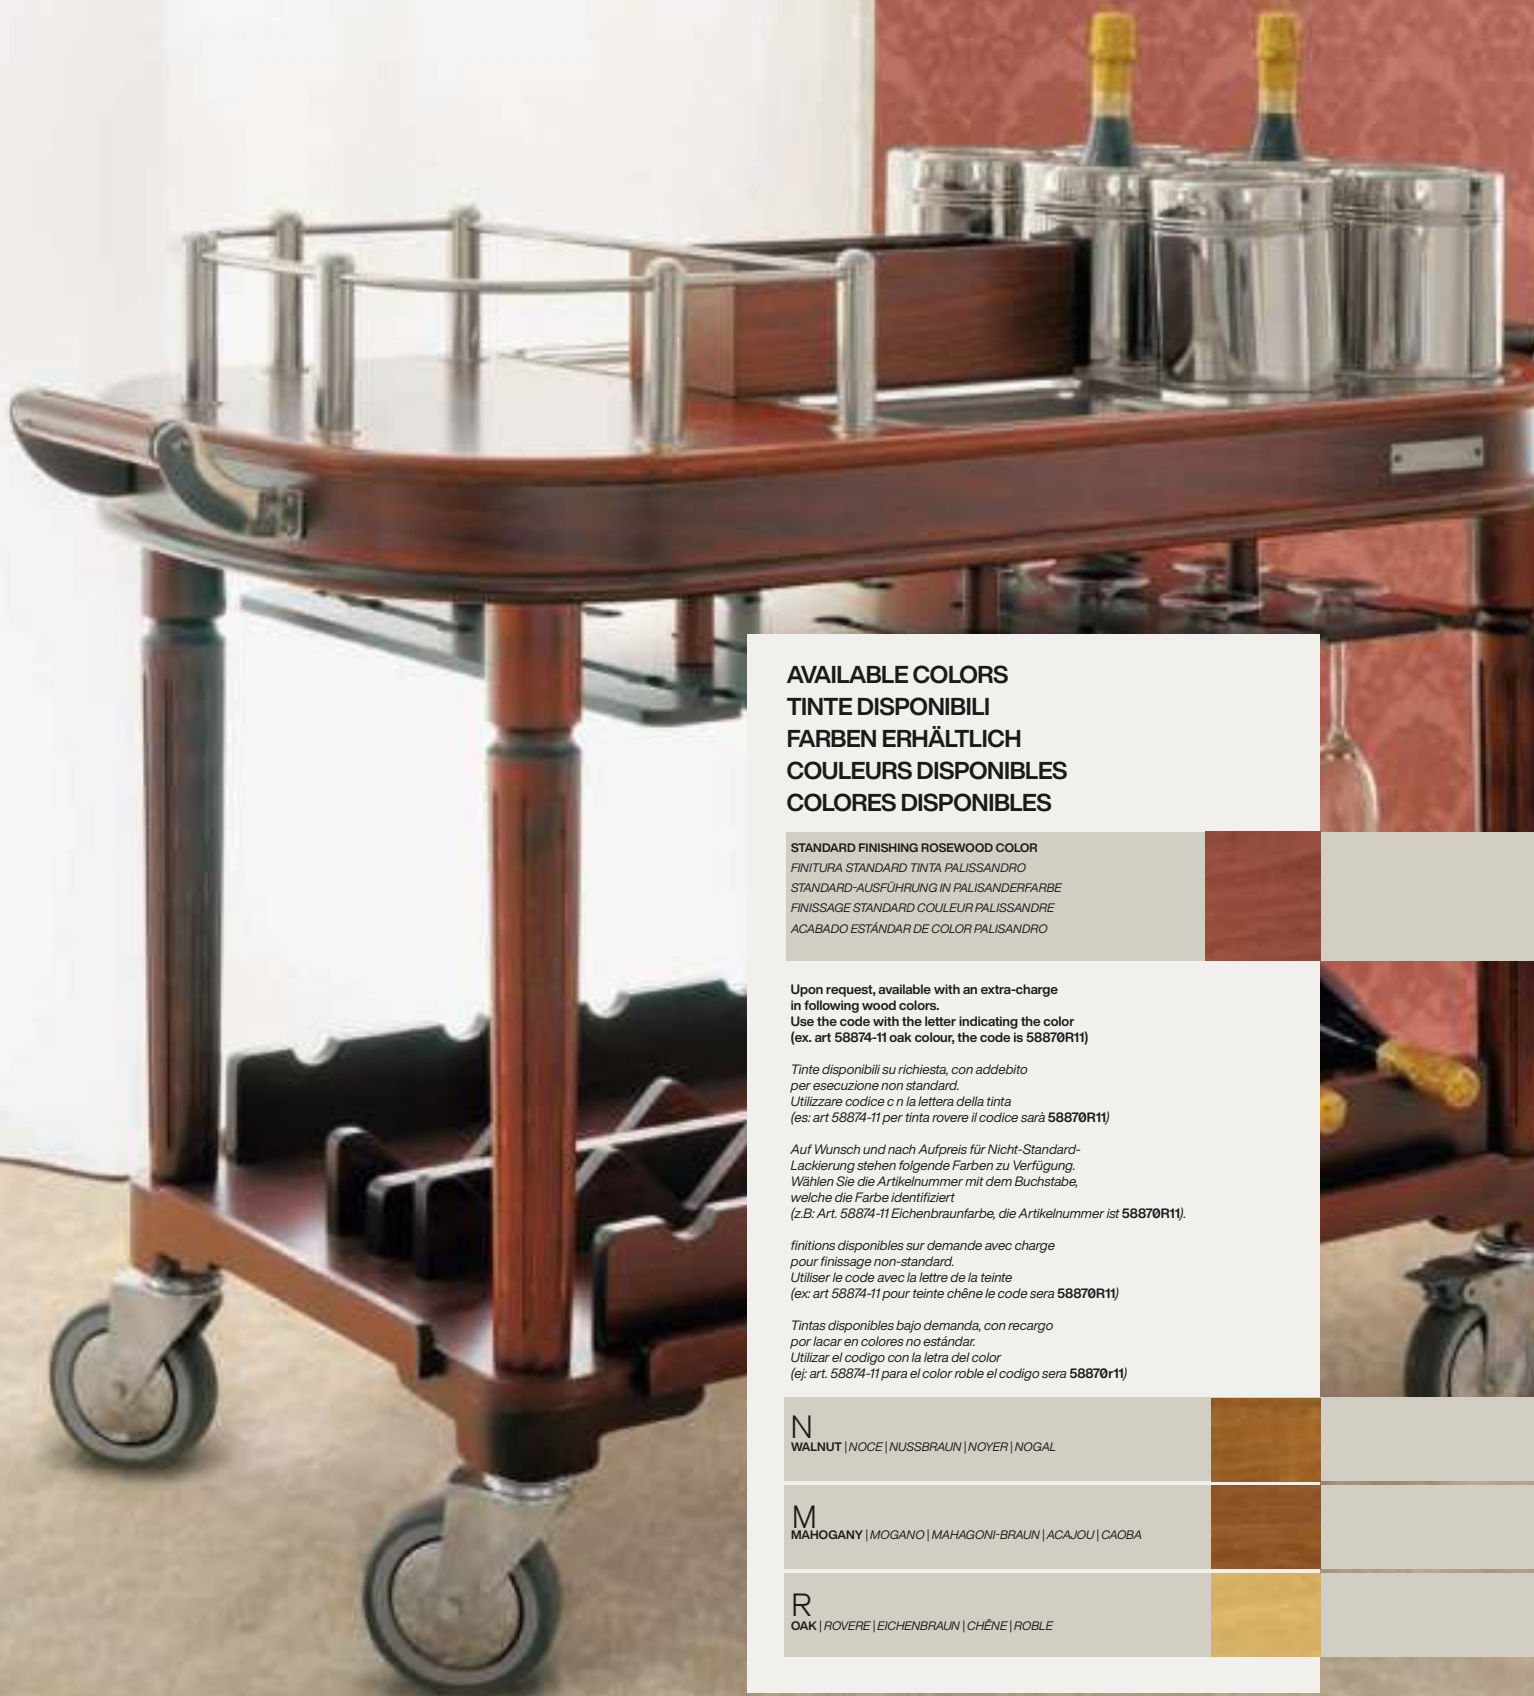 AVAILABLE COLORS
TINTE DISPONIBILI
FARBEN ERHÄLTLICH
COULEURS DISPONIBLES
COLORES DISPONIBLES
STANDARD FINISHING ROSEWOOD COLOR
FINITURA STANDARD TINTA PALISSANDRO
STANDARD-AUSFÜHRUNG IN PALISANDERFARBE
FINISSAGE STANDARD COULEUR PALISSANDRE
ACABADO ESTÁNDAR DE COLOR PALISANDRO
Upon request, available with an extra-charge
in following wood colors.
Use the code with the letter indicating the color
(ex. art 58874-11 oak colour, the code is 58870R11)
Tinte disponibili su richiesta, con addebito
per esecuzione non standard.
Utilizzare codice c n la lettera della tinta
(es: art 58874-11 per tinta rovere il codice sarà 58870R11)
Auf Wunsch und nach Aufpreis für Nicht-Standard-
Lackierung stehen folgende Farben zu Verfügung.
Wählen Sie die Artikelnummer mit dem Buchstabe,
welche die Farbe identifiziert
(z.B: Art. 58874-11 Eichenbraunfarbe, die Artikelnummer ist 58870R11).
finitions disponibles sur demande avec charge
pour finissage non-standard.
Utiliser le code avec la lettre de la teinte
(ex: art 58874-11 pour teinte chêne le code sera 58870R11)
Tintas disponibles bajo demanda, con recargo
por lacar en colores no estándar.
Utilizar el codigo con la letra del color
(ej: art. 58874-11 para el color roble el codigo sera 58870r11)
N
WALNUT | NOCE | NUSSBRAUN | NOYER | NOGAL
M
MAHOGANY | MOGANO | MAHAGONI-BRAUN | ACAJOU | CAOBA
R
OAK | ROVERE | EICHENBRAUN | CHÊNE | ROBLE